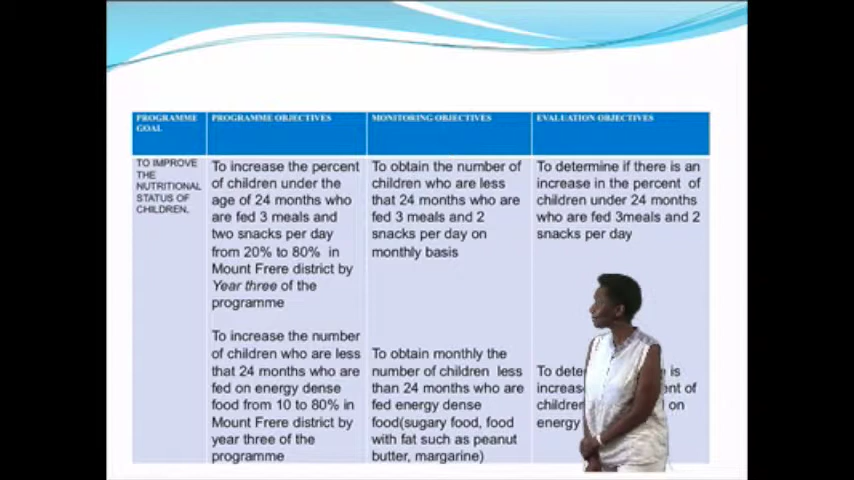 PROGRAMME
GOAL
PROGRAMME OBJECTIVES
MONITORING OBJECTIVES
EVALUATION OBJECTIVES
TO IMPROVE
THE
NUTRITIONAL
STATUS OF
CHILDREN.
To increase the percent
of children under the
age of 24 months who
are fed 3 meals and
two snacks per day
from 20% to 80% in
Mount Frere district by
Year three of the
programme
To increase the number
of children who are less
that 24 months who are
fed on energy dense
food from 10 to 80% in
Mount Frere district by
year three of the
programme
To obtain the number of
children who are less
that 24 months who are
fed 3 meals and 2
snacks per day on
monthly basis
To obtain monthly the
number of children less
than 24 months who are
fed energy dense
food(sugary food, food
with fat such as peanut
butter, margarine)
To determine if there is an
increase in the percent of
children under 24 months
who are fed 3meals and 2
snacks per day
To is
of
children on
energy